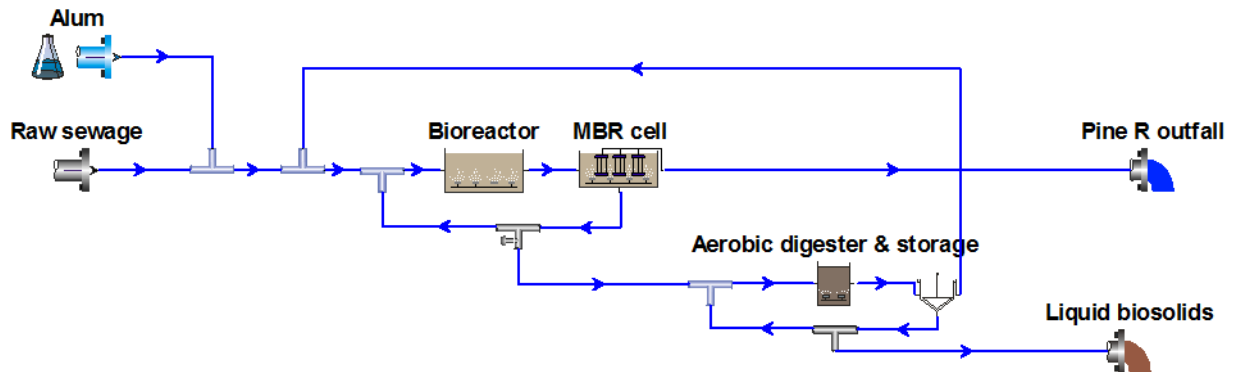 Alum
Raw sewage
Bioreactor
MBR cell
Pine R outfall
Aerobic digester & storage
Liquid biosolids